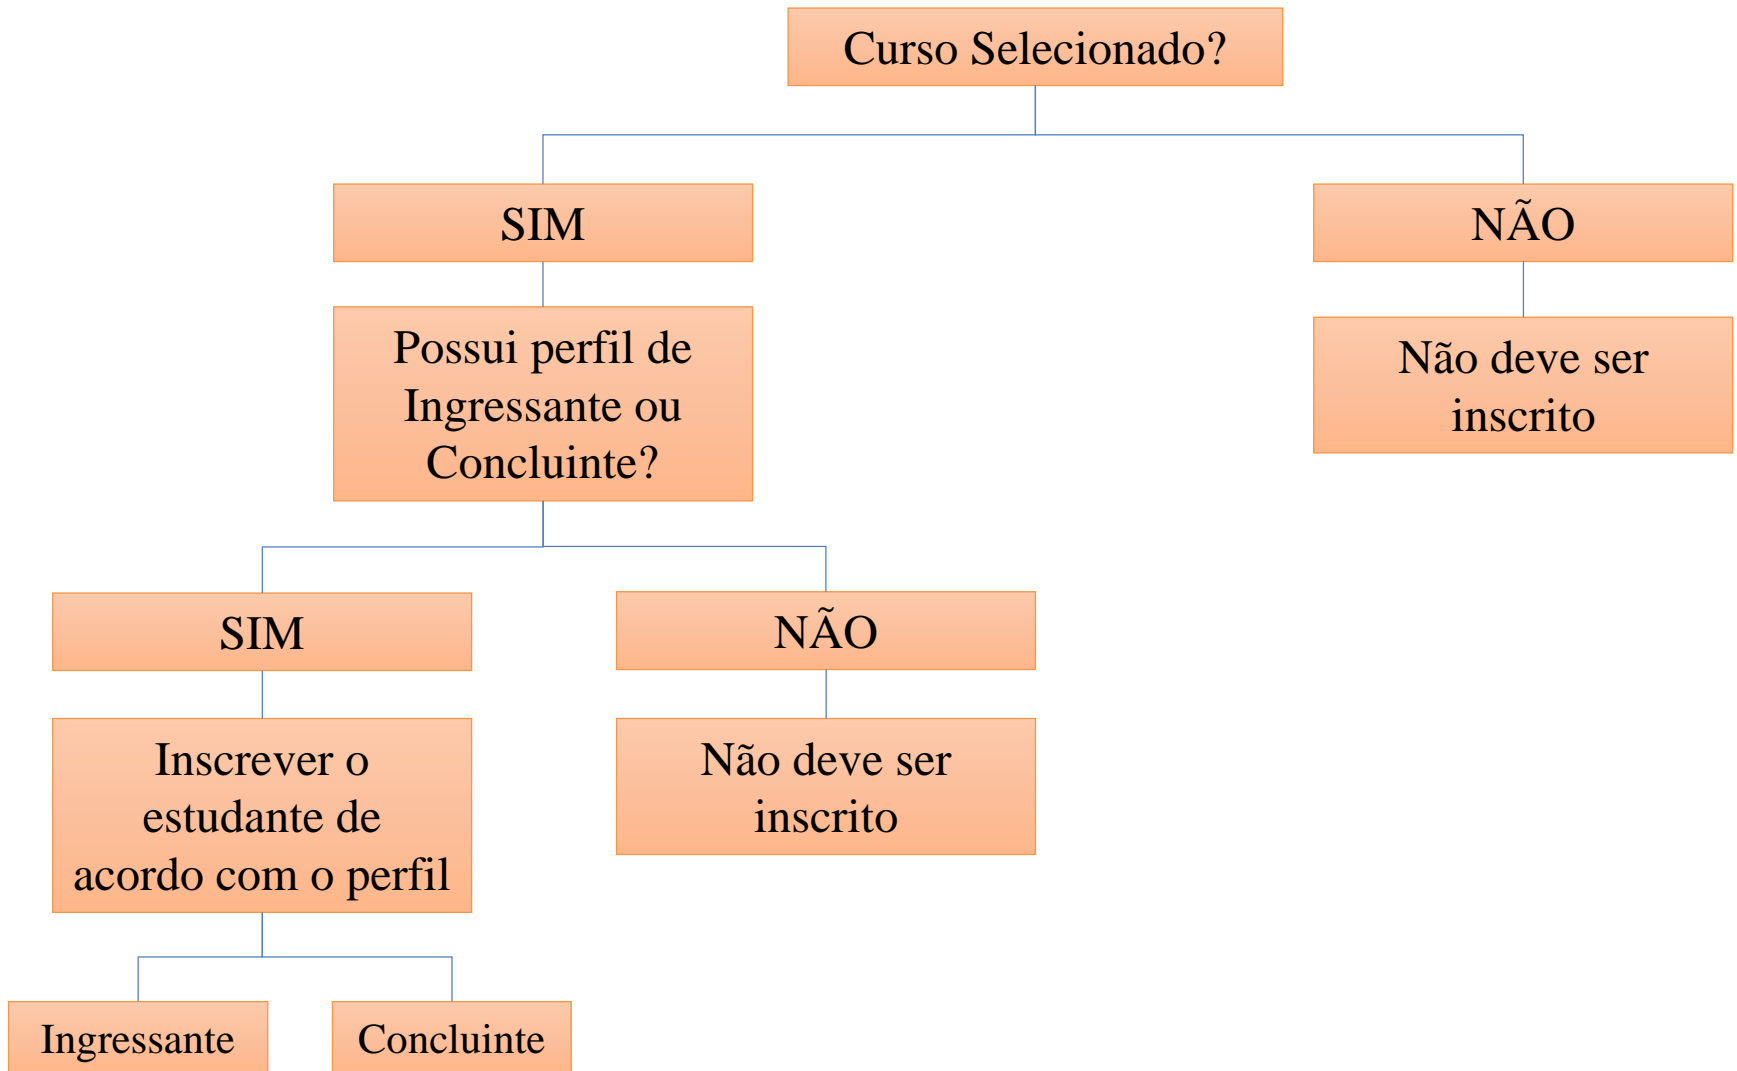 Curso Selecionado?
SIM
NÃO
Possui perfil de
Ingressante ou
Concluinte?
Não deve ser
inscrito
SIM
NÃO
Inscrever o
estudante de
acordo com o perfil
Não deve ser
inscrito
Ingressante
Concluinte